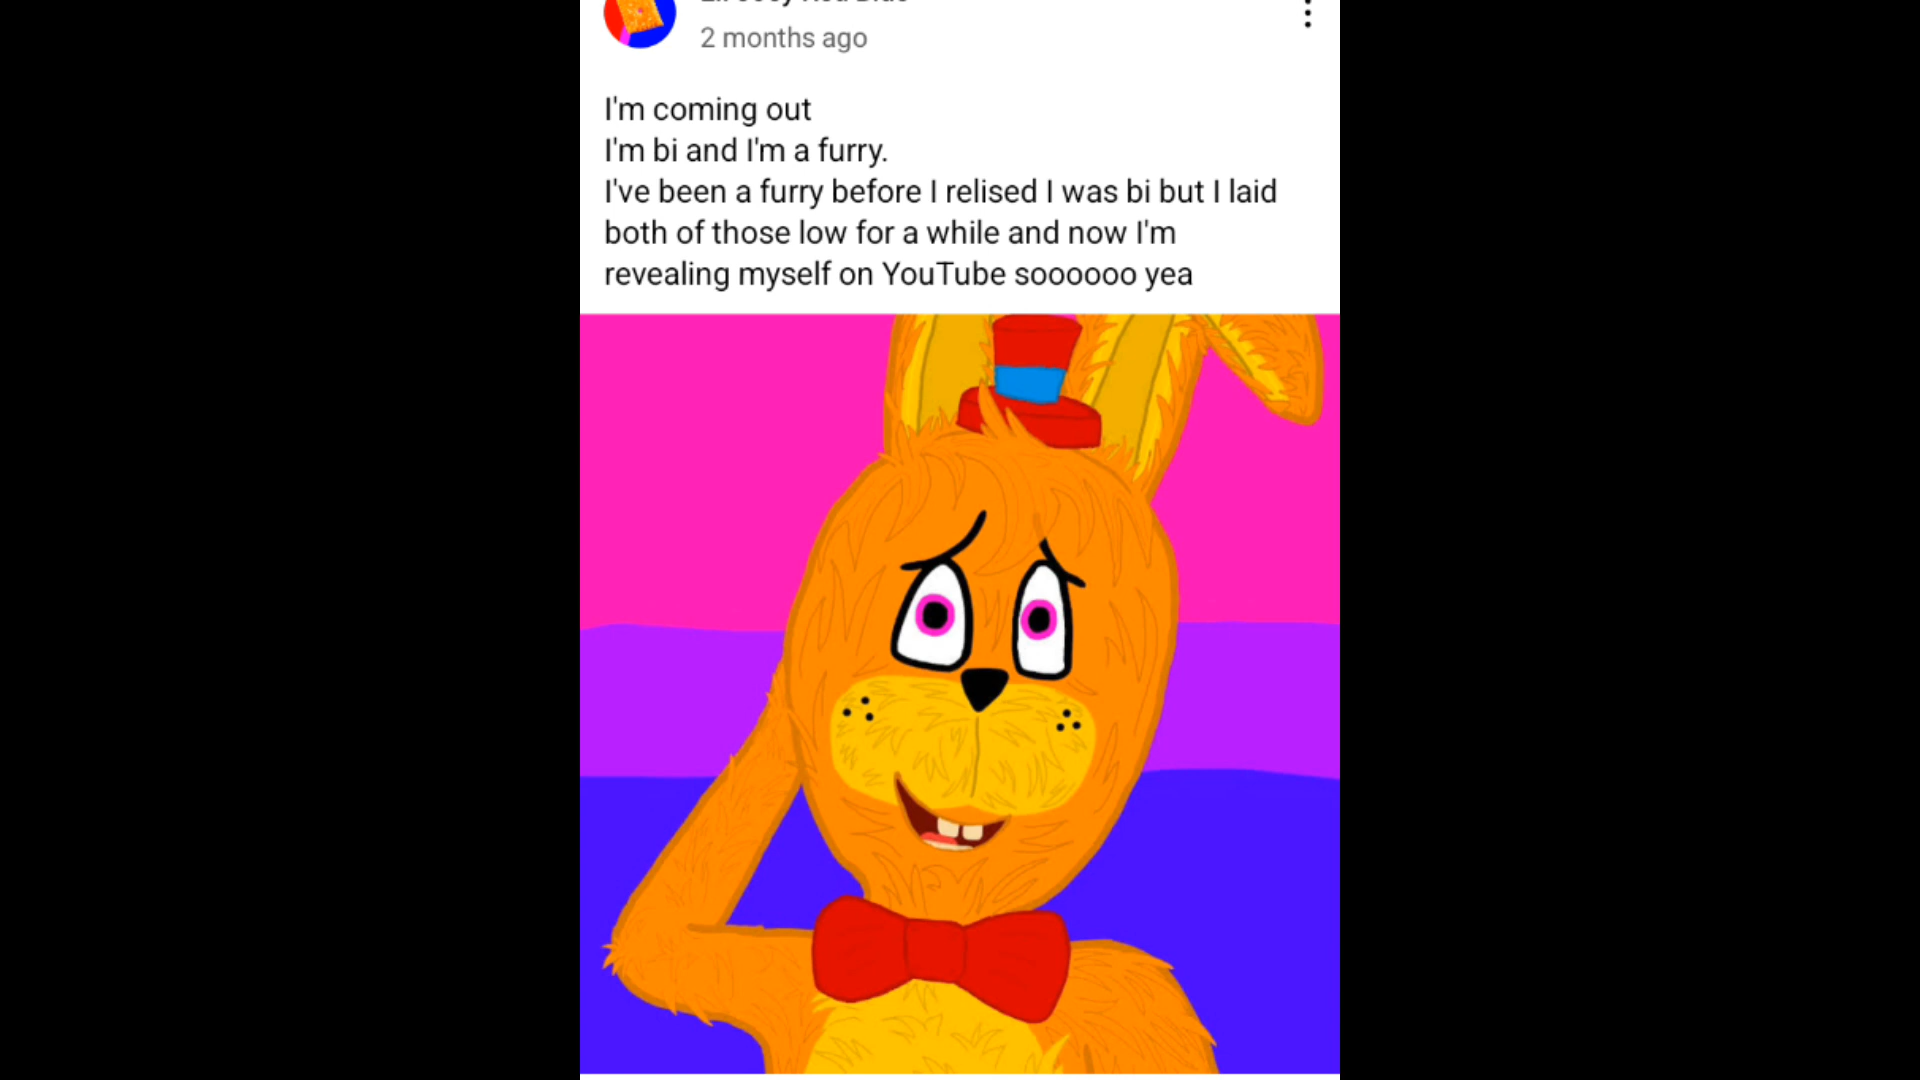 2 months ago
I'm coming out
I'm bi and I'm a furry.
I've been a furry before I relised I was bi but I laid
both of those low for a while and now I'm
revealing myself on YouTube soooooo yea